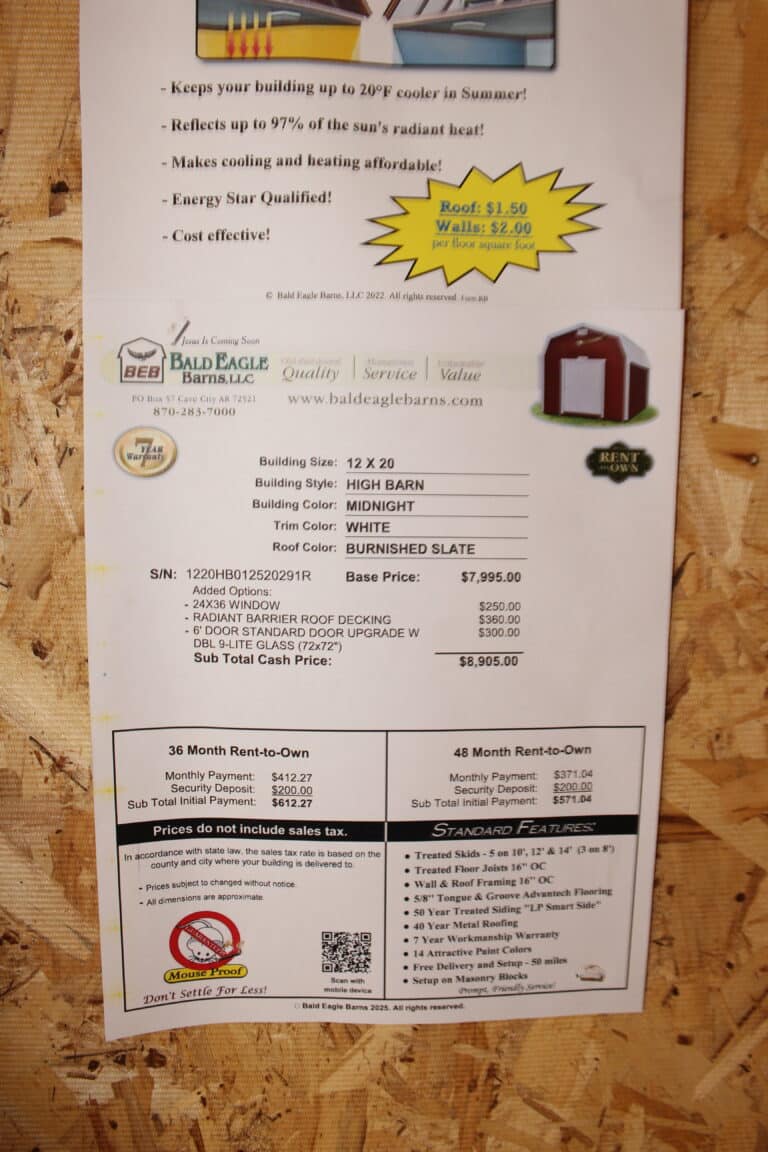 - Keeps your building up to 20°F cooler in Summer!
- Reflects up to 97% of the sun's radiant heat!
- Makes cooling and heating affordable!
- Energy Star Qualified!
- Cost effective!
Roof: $1.50
Walls: $2.00
per floor square foot
© Bald Eagle Barns, LLC 2022. All rights reserved. Form RB
Jesus Is Coming Soon
BEB
BALD EAGLE
BARNS, LLC
Quality | Service | Value
PO Box 57 Cave City AR 72521
870-283-7000
www.baldeaglebarns.com
7 YEAR
Warranty
RENT
TO OWN
Building Size: 12 X 20
Building Style: HIGH BARN
Building Color: MIDNIGHT
Trim Color: WHITE
Roof Color: BURNISHED SLATE
S/N: 1220HB012520291R Base Price: $7,995.00
Added Options:
- 24X36 WINDOW $250.00
- RADIANT BARRIER ROOF DECKING $360.00
- 6' DOOR STANDARD DOOR UPGRADE W $300.00
DBL 9-LITE GLASS (72x72")
Sub Total Cash Price: $8,905.00
36 Month Rent-to-Own
Monthly Payment: $412.27
Security Deposit: $200.00
Sub Total Initial Payment: $612.27
Prices do not include sales tax.
In accordance with state law, the sales tax rate is based on the
county and city where your building is delivered to.
- Prices subject to changed without notice.
- All dimensions are approximate.
GUARANTEED
Mouse Proof
Don't Settle For Less!
Scan with
mobile device
48 Month Rent-to-Own
Monthly Payment: $371.04
Security Deposit: $200.00
Sub Total Initial Payment: $571.04
STANDARD FEATURES:
• Treated Skids - 5 on 10', 12' & 14' (3 on 8')
• Treated Floor Joists 16" OC
• Wall & Roof Framing 16" OC
• 5/8" Tongue & Groove Advantech Flooring
• 50 Year Treated Siding "LP Smart Side"
• 40 Year Metal Roofing
• 7 Year Workmanship Warranty
• 14 Attractive Paint Colors
• Free Delivery and Setup - 50 miles
• Setup on Masonry Blocks
Prompt, Friendly Service!
© Bald Eagle Barns 2025. All rights reserved.